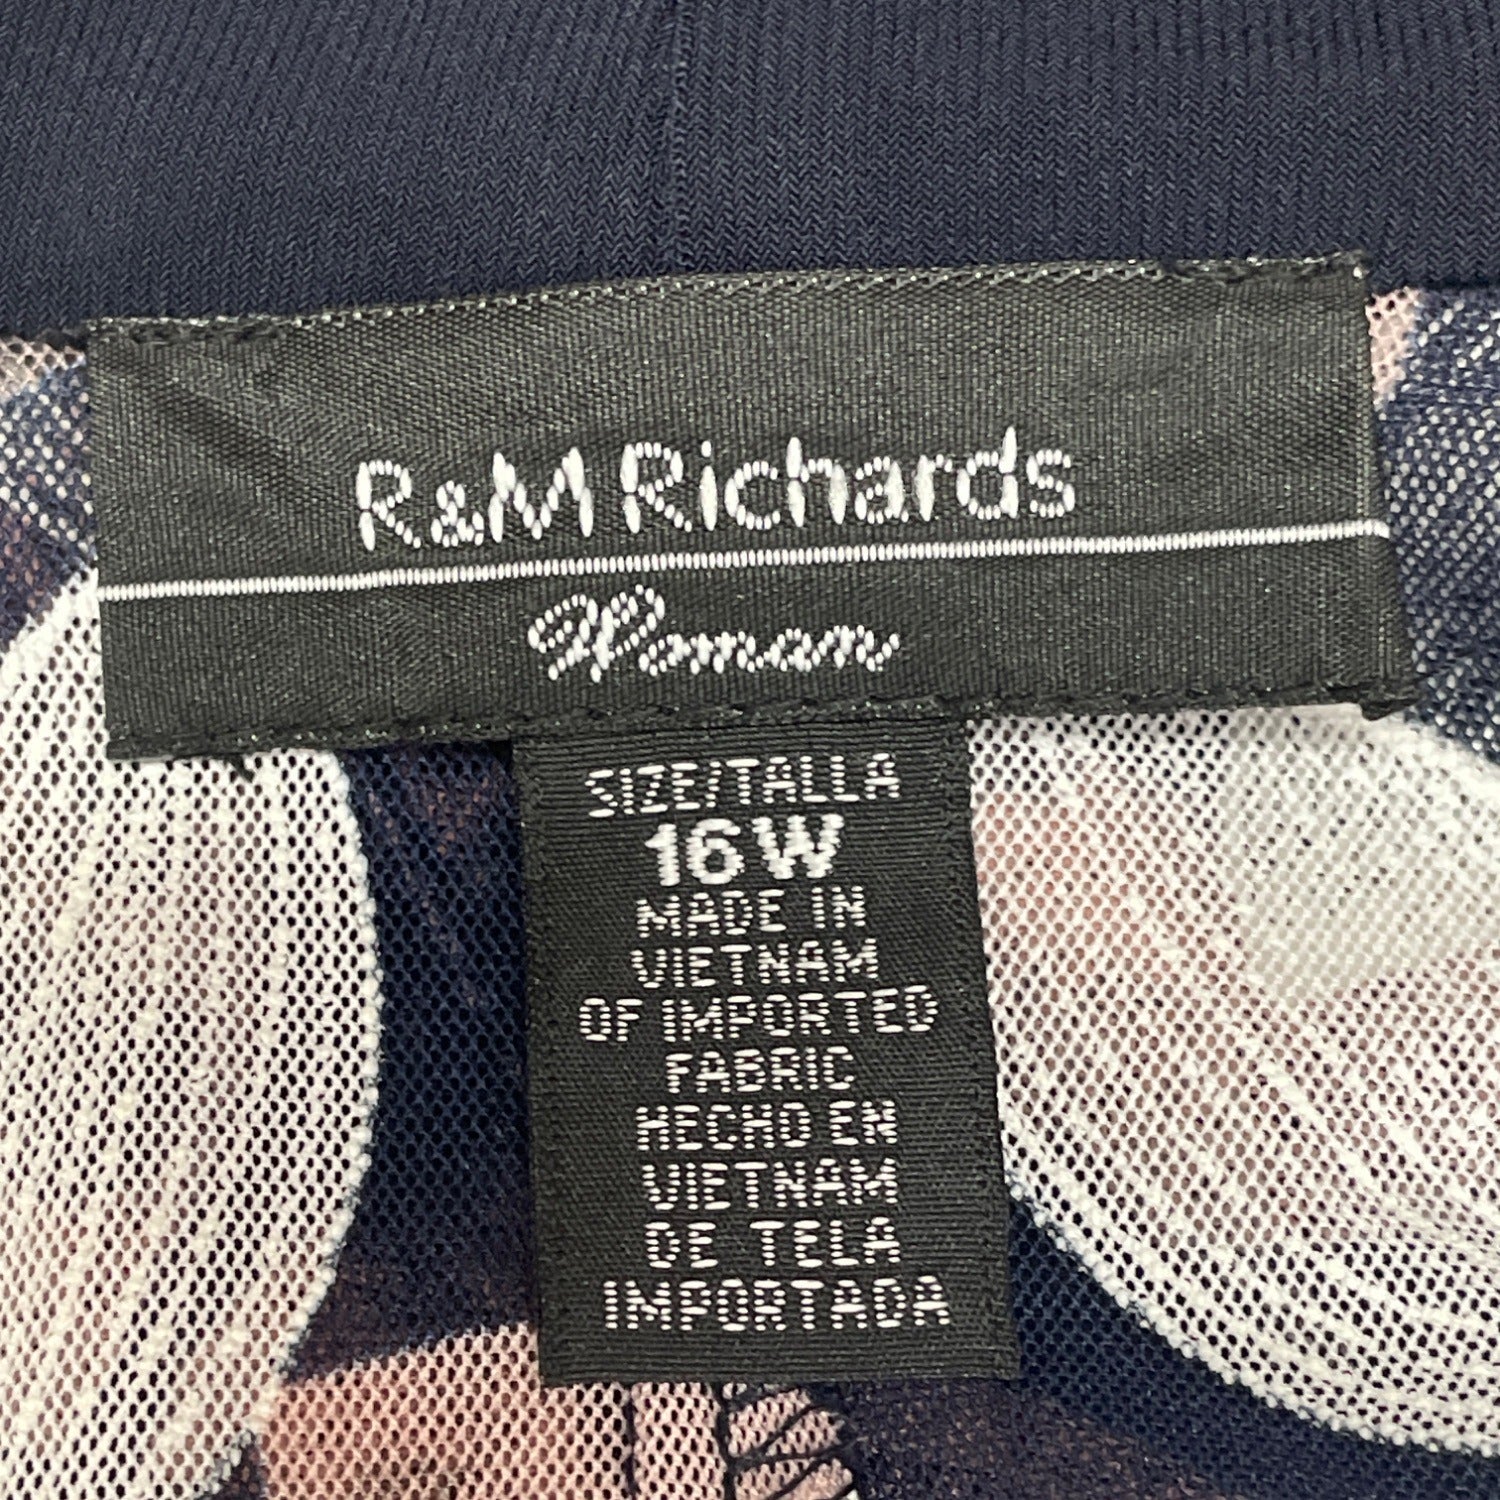 R&M Richards
Woman
SIZE/TALLA
16W
MADE IN
VIETNAM
OF IMPORTED
FABRIC
HECHO EN
VIETNAM
DE TELA
IMPORTADA